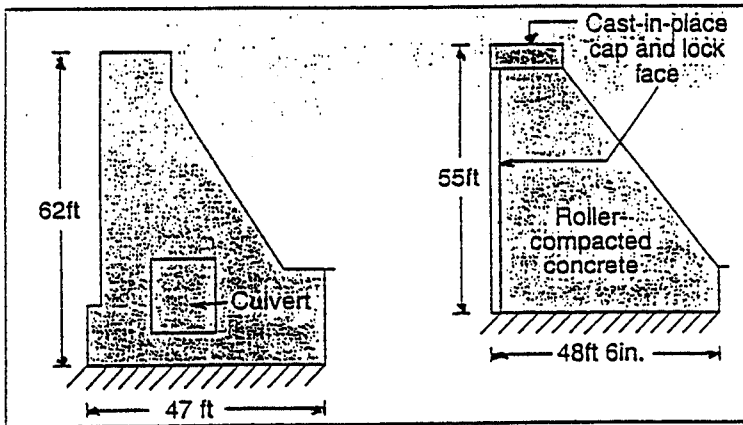 62ft
Culvert
47 ft
Cast-in-place
cap and lock
face
55ft
Roller-
compacted
concrete
48ft 6in.